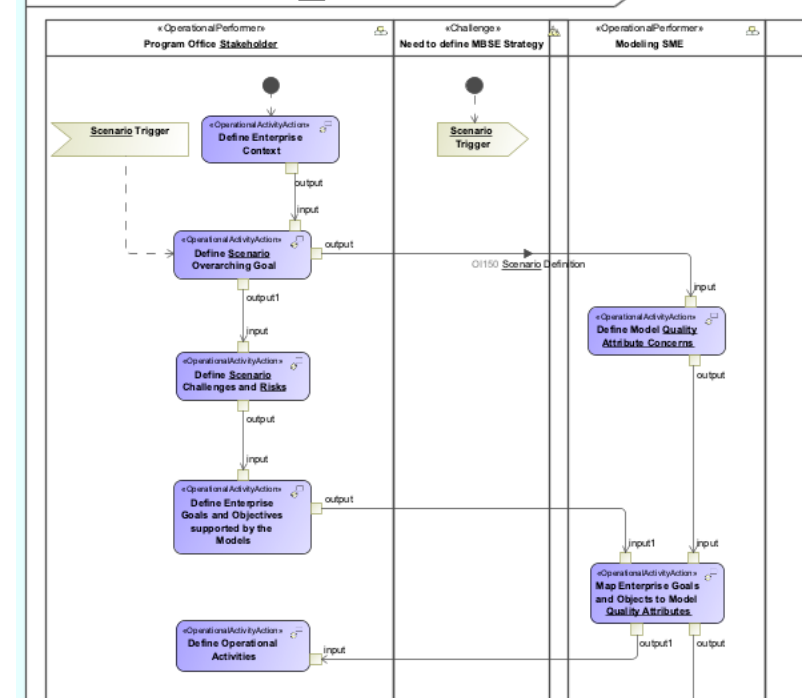 «OperationalPerformer»
Program Office Stakeholder
«Challenge»
Need to define MBSE Strategy
«OperationalPerformer»
Modeling SME
Scenario Trigger
«OperationalActivityAction»
Define Enterprise
Context
Scenario
Trigger
output
input
«OperationalActivityAction»
Define Scenario
Overarching Goal
output
OI150 Scenario Definition
output1
input
input
«OperationalActivityAction»
Define Model Quality
Attribute Concerns
«OperationalActivityAction»
Define Scenario
Challenges and Risks
output
output
input
«OperationalActivityAction»
Define Enterprise
Goals and Objectives
supported by the
Models
output
input1
input
«OperationalActivityAction»
Map Enterprise Goals
and Objects to Model
Quality Attributes
«OperationalActivityAction»
Define Operational
Activities
input
output1
output